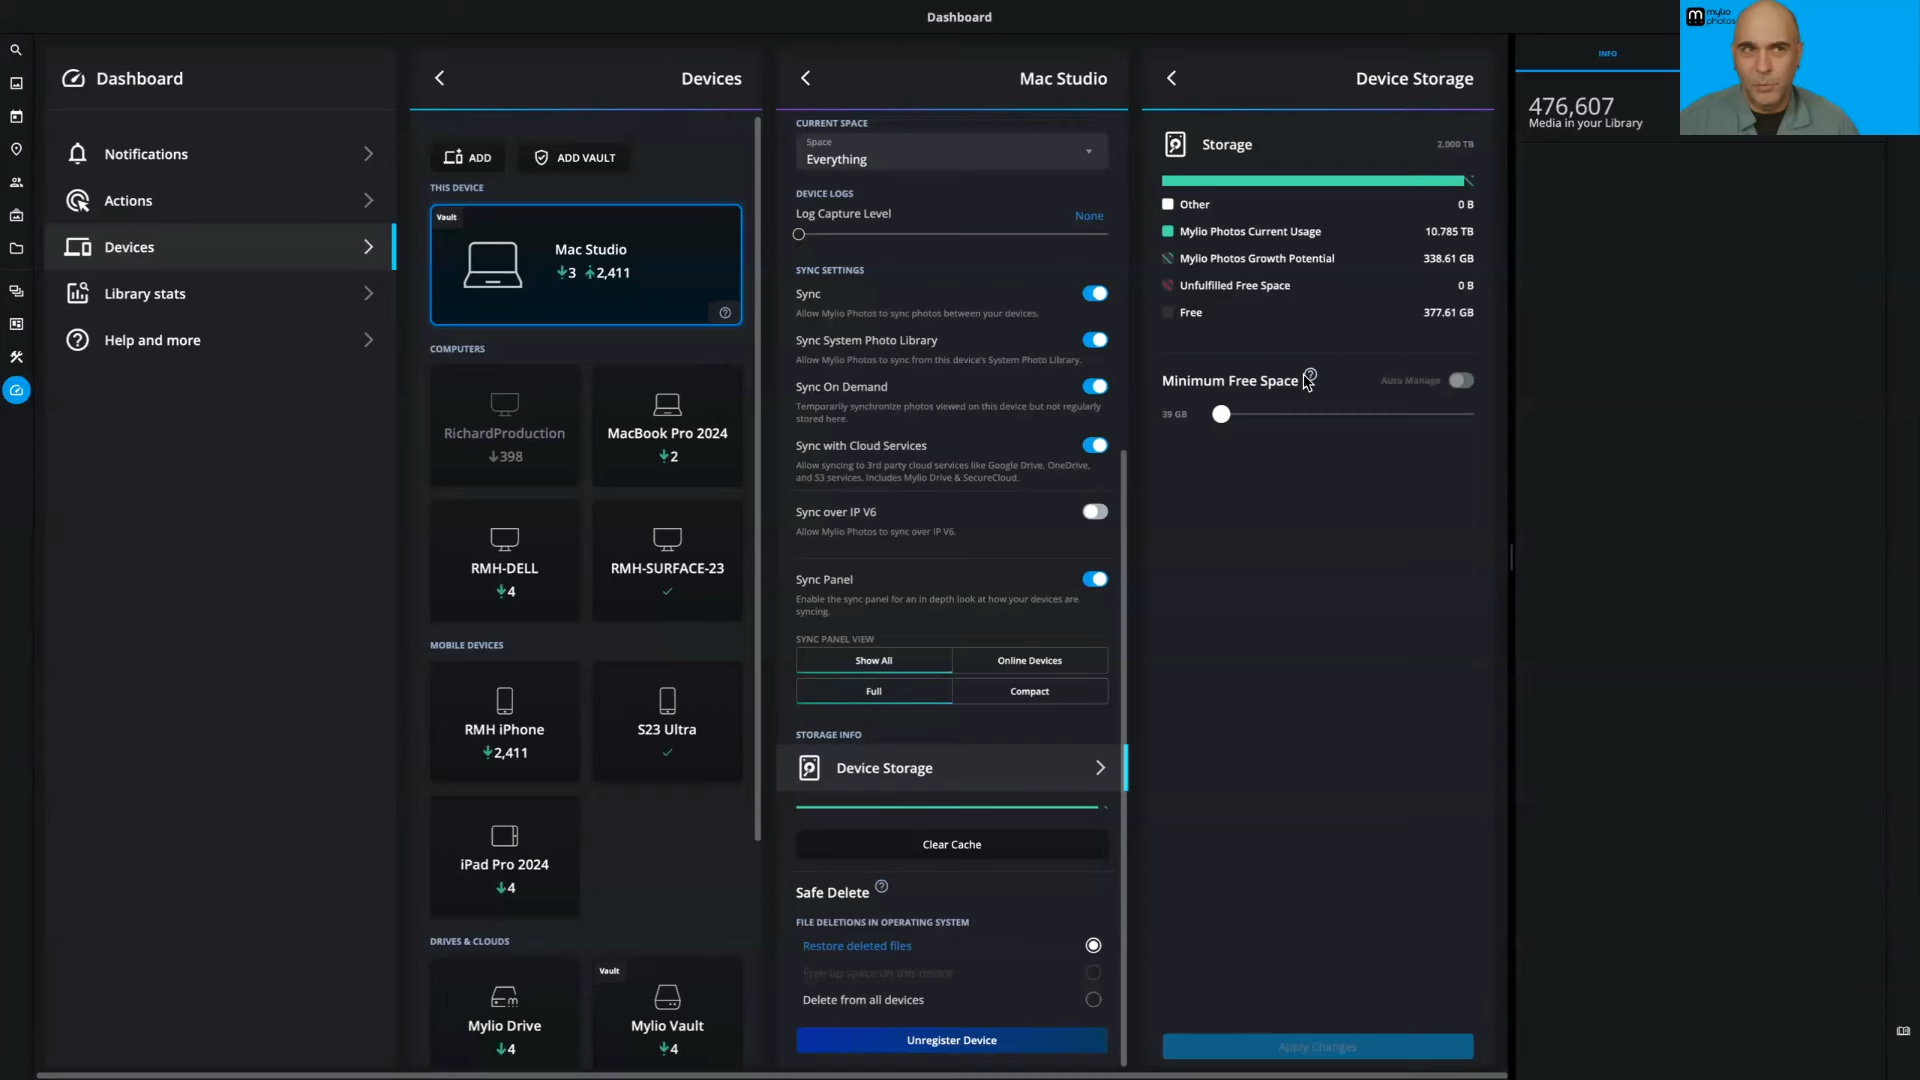 Dashboard
mylio
photos
Dashboard
Notifications
Actions
Devices
Library stats
Help and more
Devices
ADD
ADD VAULT
THIS DEVICE
Vault
Mac Studio
3 2,411
COMPUTERS
RichardProduction
398
MacBook Pro 2024
2
RMH-DELL
4
RMH-SURFACE-23
MOBILE DEVICES
RMH iPhone
2,411
S23 Ultra
iPad Pro 2024
4
DRIVES & CLOUDS
Mylio Drive
4
Vault
Mylio Vault
4
Mac Studio
CURRENT SPACE
Space
Everything
DEVICE LOGS
Log Capture Level None
SYNC SETTINGS
Sync
Allow Mylio Photos to sync photos between your devices.
Sync System Photo Library
Allow Mylio Photos to sync from this device's System Photo Library.
Sync On Demand
Temporarily synchronize photos viewed on this device but not regularly
stored here.
Sync with Cloud Services
Allow syncing to 3rd party cloud services like Google Drive, OneDrive,
and S3 services. Includes Mylio Drive & SecureCloud.
Sync over IP V6
Allow Mylio Photos to sync over IP V6.
Sync Panel
Enable the sync panel for an in depth look at how your devices are
syncing.
SYNC PANEL VIEW
Show All Online Devices
Full Compact
STORAGE INFO
Device Storage
Clear Cache
Safe Delete
FILE DELETIONS IN OPERATING SYSTEM
Restore deleted files
Free up space on this device
Delete from all devices
Unregister Device
Device Storage
Storage 2.000 TB
Other 0 B
Mylio Photos Current Usage 10.785 TB
Mylio Photos Growth Potential 338.61 GB
Unfulfilled Free Space 0 B
Free 377.61 GB
Minimum Free Space Auto Manage
39 GB
Apply Changes
INFO
476,607
Media in your Library